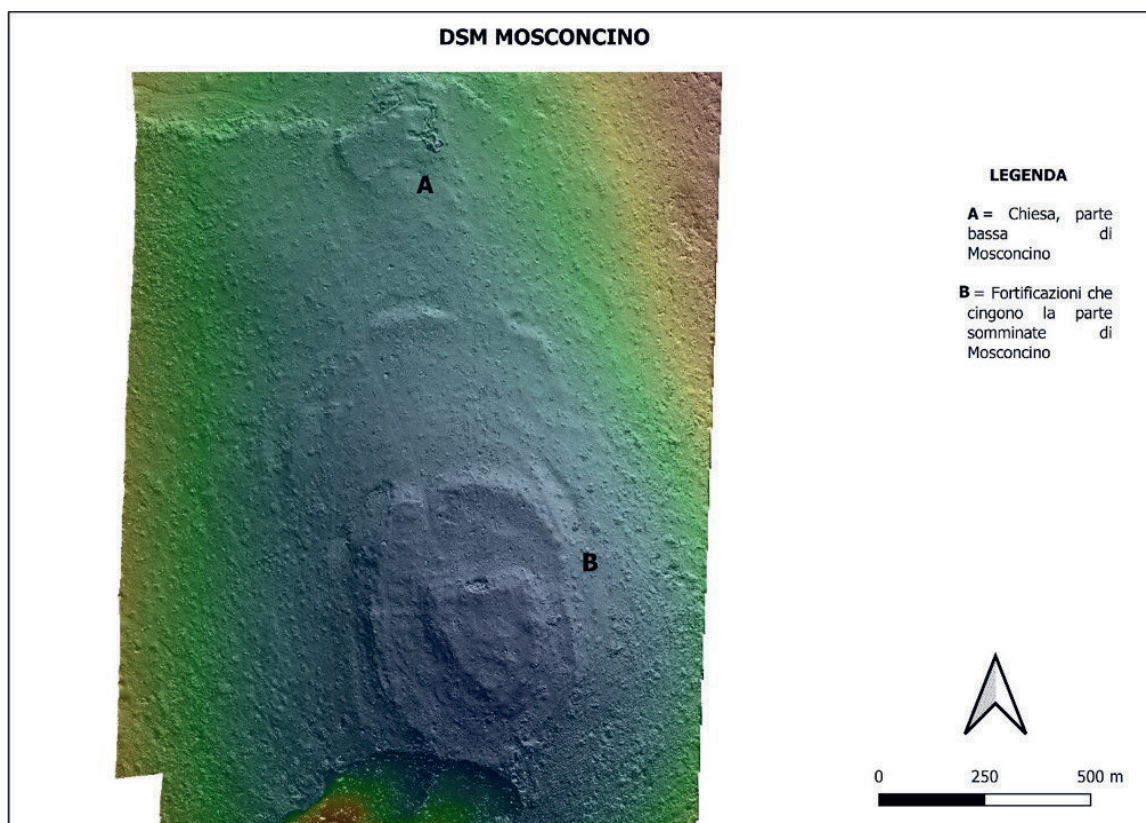 DSM MOSCONCINO
A
B
LEGENDA
A = Chiesa, parte
bassa di
Mosconcino
B = Fortificazioni che
cingono la parte
somminate di
Mosconcino
0 250 500 m